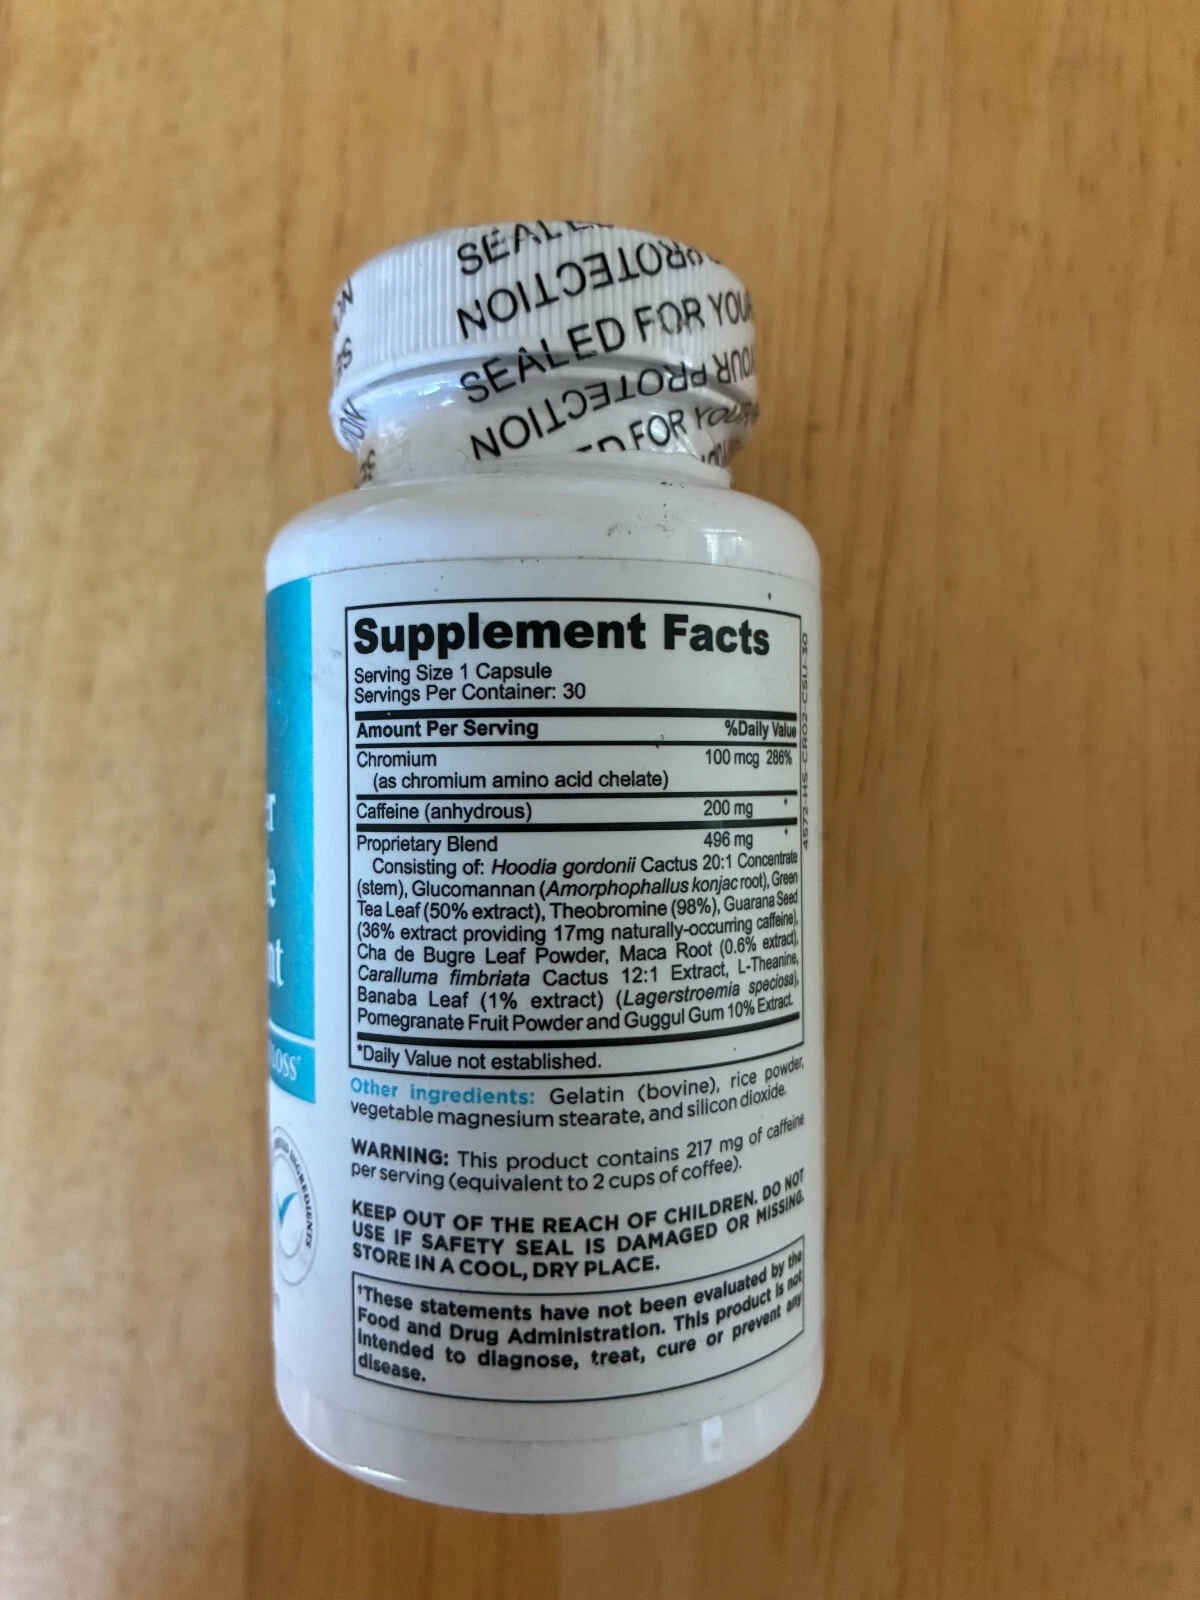 SEALED
PROTECTION
SEALED FOR YOUR
YOUR PROTECTION
FOR YOUR
Supplement Facts
Serving Size 1 Capsule
Servings Per Container: 30
Amount Per Serving %Daily Value
Chromium 100 mcg 286%
(as chromium amino acid chelate)
Caffeine (anhydrous) 200 mg *
Proprietary Blend 496 mg *
Consisting of: Hoodia gordonii Cactus 20:1 Concentrate
(stem), Glucomannan (Amorphophallus konjac root), Green
Tea Leaf (50% extract), Theobromine (98%), Guarana Seed
(36% extract providing 17mg naturally-occurring caffeine),
Cha de Bugre Leaf Powder, Maca Root (0.6% extract),
Caralluma fimbriata Cactus 12:1 Extract, L-Theanine,
Banaba Leaf (1% extract) (Lagerstroemia speciosa),
Pomegranate Fruit Powder and Guggul Gum 10% Extract.
*Daily Value not established.
Other ingredients: Gelatin (bovine), rice powder,
vegetable magnesium stearate, and silicon dioxide.
WARNING: This product contains 217 mg of caffeine
per serving (equivalent to 2 cups of coffee).
KEEP OUT OF THE REACH OF CHILDREN. DO NOT
USE IF SAFETY SEAL IS DAMAGED OR MISSING.
STORE IN A COOL, DRY PLACE.
†These statements have not been evaluated by the
Food and Drug Administration. This product is not
intended to diagnose, treat, cure or prevent any
disease.
4572-HS-CR02-CSU-30
INGREDIENTS